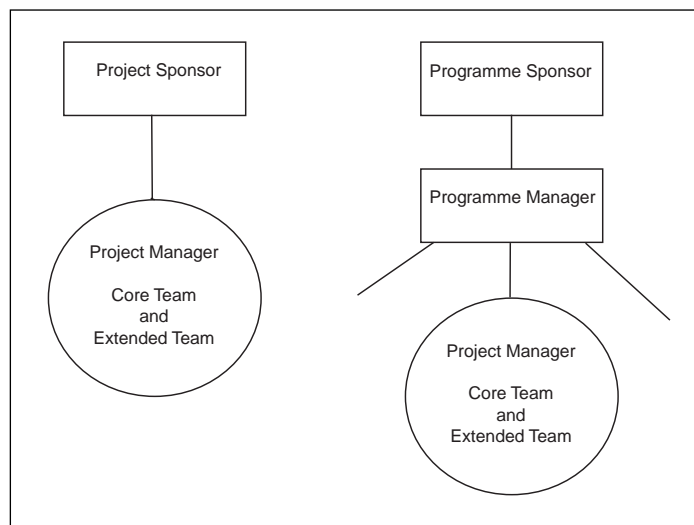 Project Sponsor
Project Manager
Core Team
and
Extended Team
Programme Sponsor
Programme Manager
Project Manager
Core Team
and
Extended Team